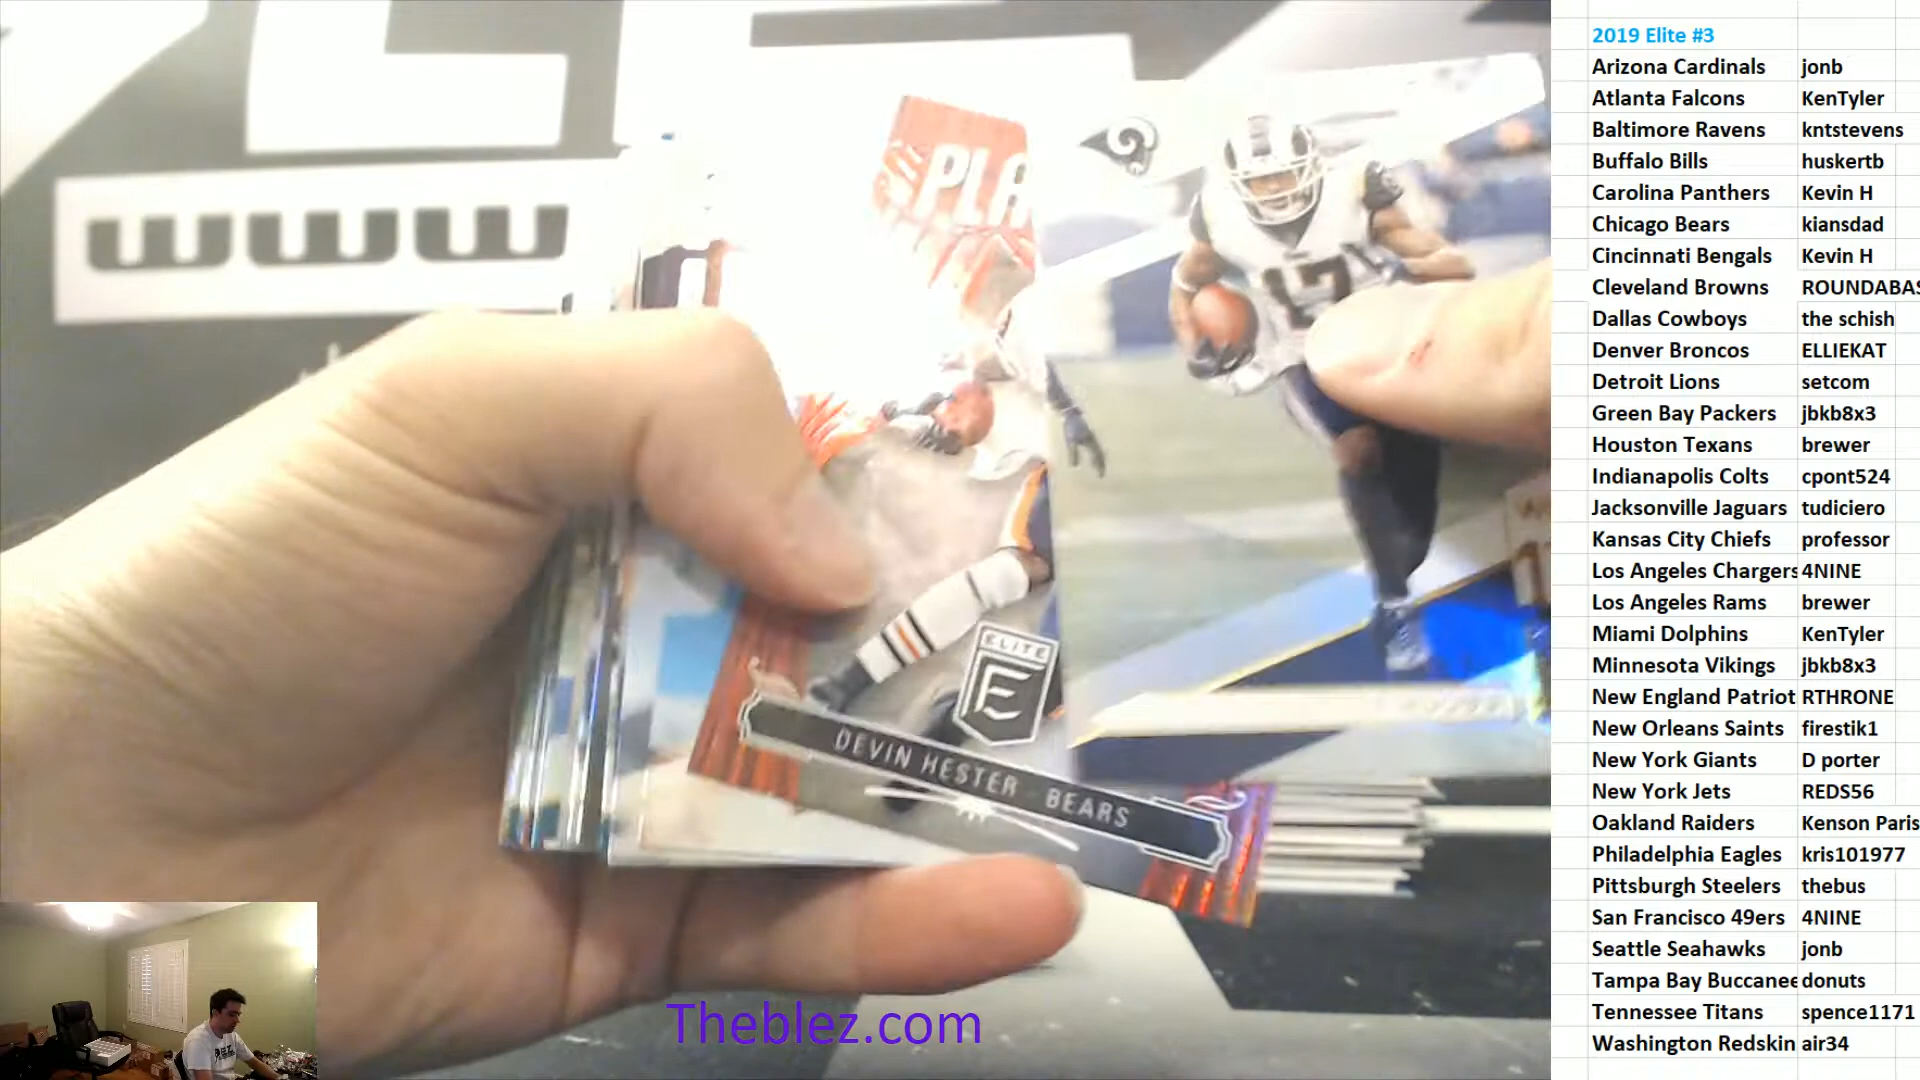 www
PLA
17
ELITE
E
DEVIN HESTER - BEARS
Theblez.com
2019 Elite #3
Arizona Cardinals jonb
Atlanta Falcons KenTyler
Baltimore Ravens kntstevens
Buffalo Bills huskertb
Carolina Panthers Kevin H
Chicago Bears kiansdad
Cincinnati Bengals Kevin H
Cleveland Browns ROUNDABAS
Dallas Cowboys the schish
Denver Broncos ELLIEKAT
Detroit Lions setcom
Green Bay Packers jbkb8x3
Houston Texans brewer
Indianapolis Colts cpont524
Jacksonville Jaguars tudiciero
Kansas City Chiefs professor
Los Angeles Chargers 4NINE
Los Angeles Rams brewer
Miami Dolphins KenTyler
Minnesota Vikings jbkb8x3
New England Patriot RTHRONE
New Orleans Saints firestik1
New York Giants D porter
New York Jets REDS56
Oakland Raiders Kenson Paris
Philadelphia Eagles kris101977
Pittsburgh Steelers thebus
San Francisco 49ers 4NINE
Seattle Seahawks jonb
Tampa Bay Buccanee donuts
Tennessee Titans spence1171
Washington Redskin air34